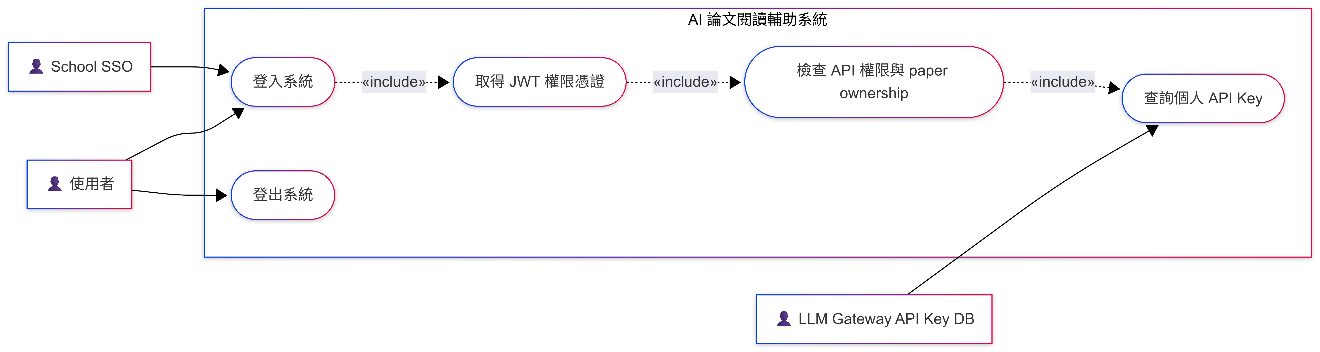 AI 論文閱讀輔助系統
School SSO
登入系統
«include»
取得 JWT 權限憑證
«include»
檢查 API 權限與 paper
ownership
«include»
查詢個人 API Key
使用者
登出系統
LLM Gateway API Key DB